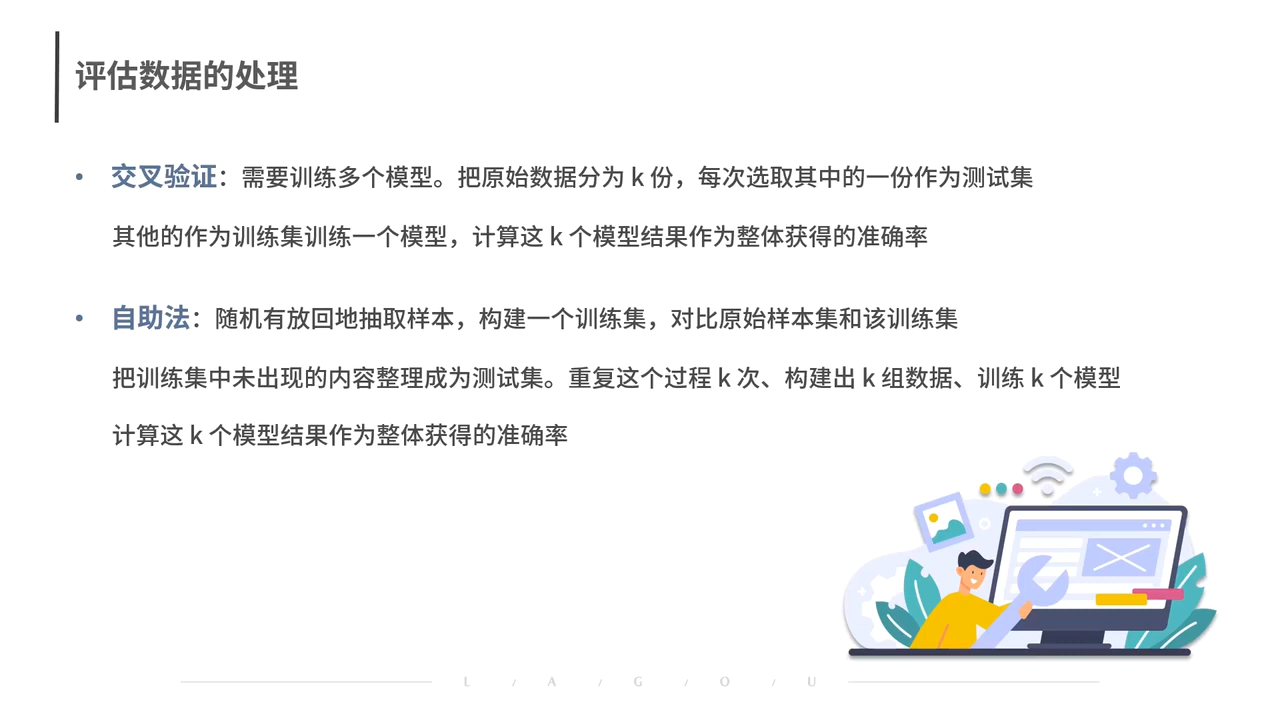 评估数据的处理
• 交叉验证：需要训练多个模型。把原始数据分为 k 份，每次选取其中的一份作为测试集
其他的作为训练集训练一个模型，计算这 k 个模型结果作为整体获得的准确率
• 自助法：随机有放回地抽取样本，构建一个训练集，对比原始样本集和该训练集
把训练集中未出现的内容整理成为测试集。重复这个过程 k 次、构建出 k 组数据、训练 k 个模型
计算这 k 个模型结果作为整体获得的准确率
L / A / G / O / U